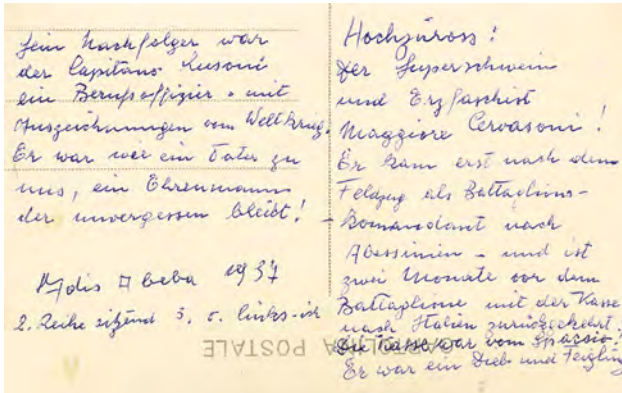 Sein Nachfolger war
der Capitano Lusoni
ein Berufsoffizier - mit
Auszeichnungen vom Weltkrieg.
Er war wie ein Vater zu
uns, ein Ehrenmann
der unvergessen bleibt!
Adis Abeba 1937
2. Reihe sitzend 3. v. links - ich
Der Superschwein
und Erzfaschist
Maggiore Cervasoni!
Er kam erst nach dem
Feldzug als Battaglions-
Komandant nach
Abessinien - und ist
zwei Monate vor dem
Battaglione mit der Kasse
nach Italien zurückgekehrt!
Die Kasse war vom Spaccio!
Er war ein Dieb und Feigling
CARTOLINA POSTALE